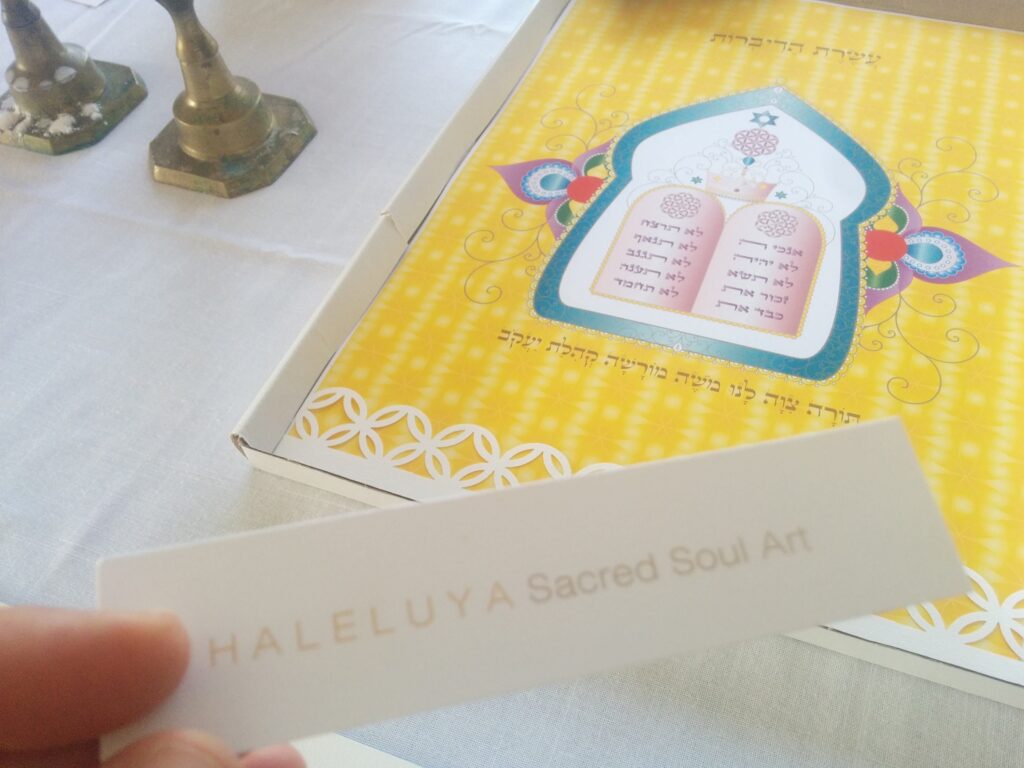 עשרת הדיברות
אנכי ה
לא יהיה
לא תשא
זכור את
כבד את
לא תרצח
לא תנאף
לא תגנב
לא תענה
לא תחמד
תּוֹרָה צִוָּה לָנוּ מֹשֶׁה מוֹרָשָׁה קְהִלַּת יַעֲקֹב
HALELUYA Sacred Soul Art